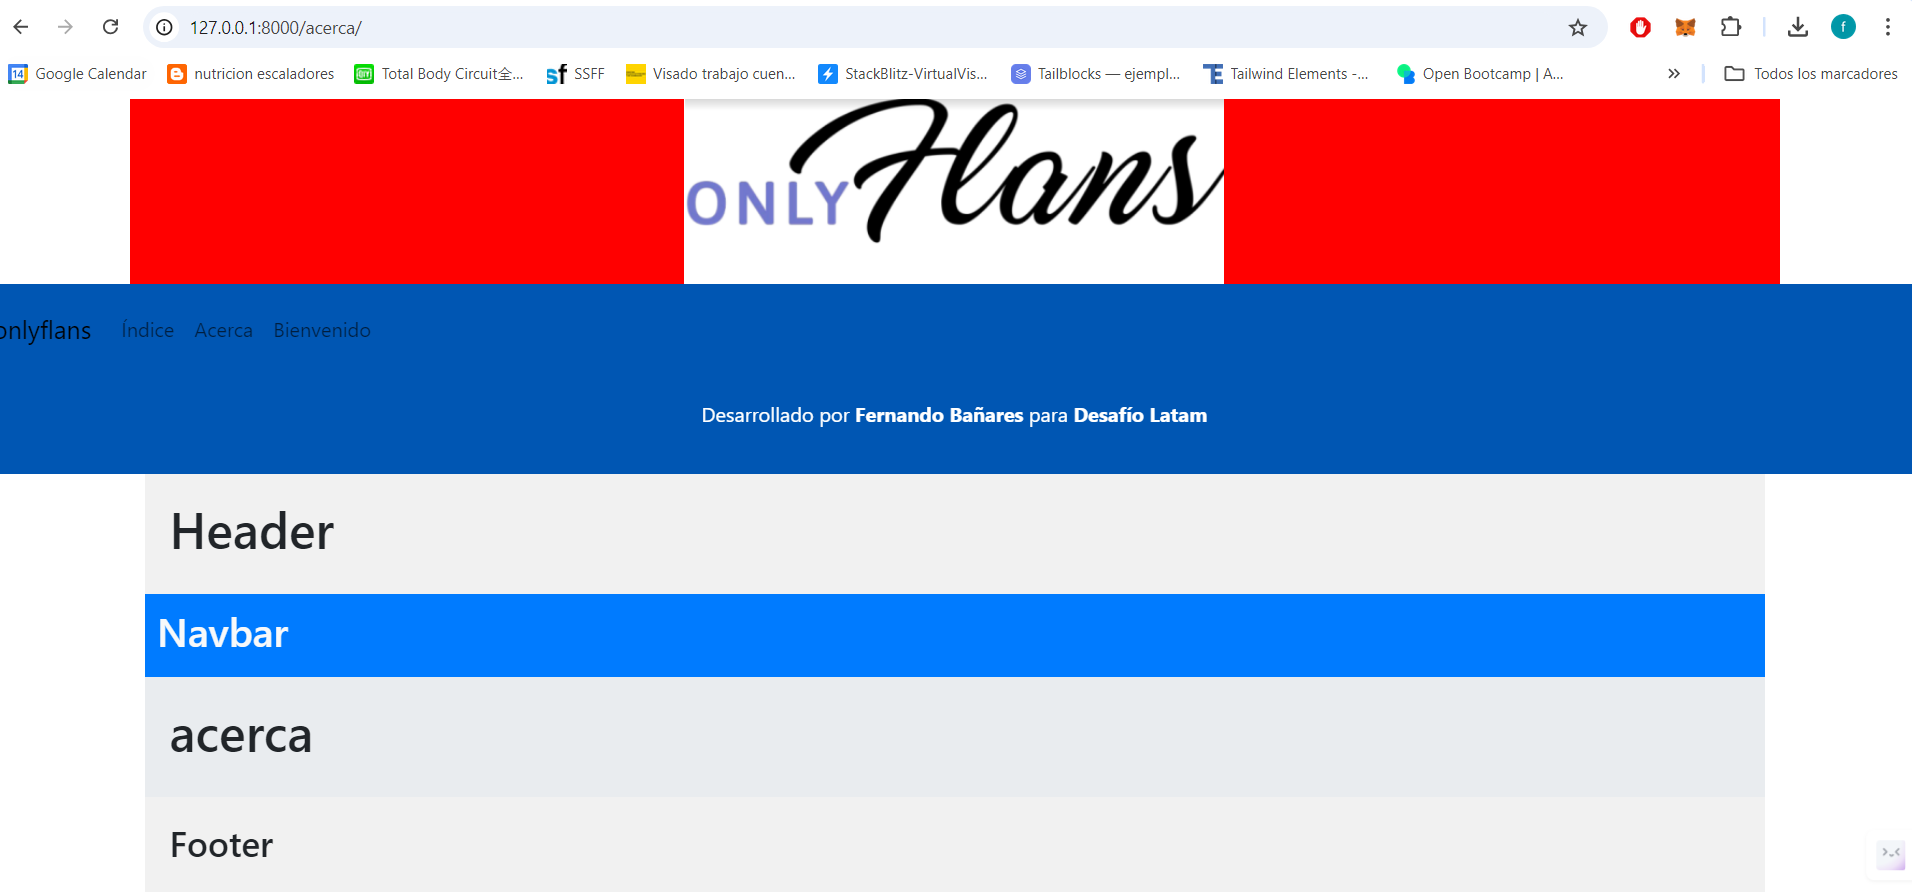 127.0.0.1:8000/acerca/
f
14 Google Calendar nutricion escaladores Total Body Circuit全... sf SSFF Visado trabajo cuen... StackBlitz-VirtualVis... Tailblocks — ejempl... TE Tailwind Elements -... Open Bootcamp | A... » Todos los marcadores
ONLY Flans
onlyflans Índice Acerca Bienvenido
Desarrollado por Fernando Bañares para Desafío Latam
Header
Navbar
acerca
Footer